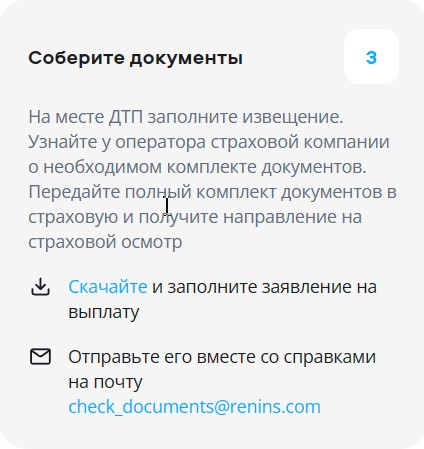 Соберите документы
3
На месте ДТП заполните извещение.
Узнайте у оператора страховой компании
о необходимом комплекте документов.
Передайте полный комплект документов в
страховую и получите направление на
страховой осмотр
Скачайте и заполните заявление на
выплату
Отправьте его вместе со справками
на почту
check_documents@renins.com